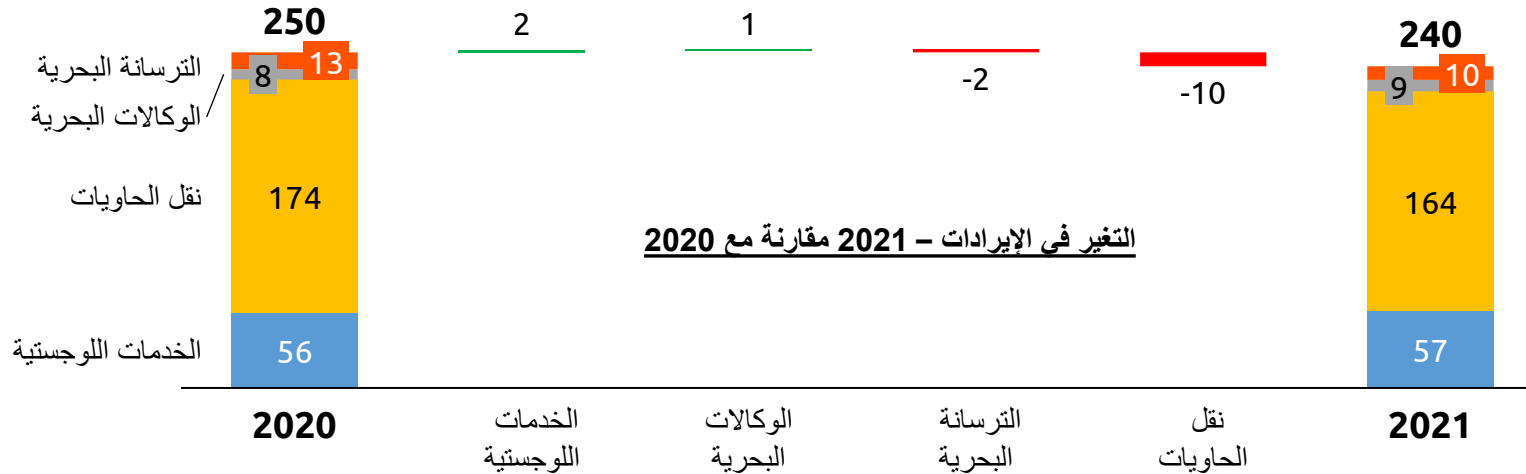 250
2
1
240
الترسانة البحرية
13
8
10
9
-2
-10
الوكالات البحرية
نقل الحاويات
174
164
التغير في الإيرادات – 2021 مقارنة مع 2020
الخدمات اللوجستية
56
57
2020
الخدمات
اللوجستية
الوكالات
البحرية
الترسانة
البحرية
نقل
الحاويات
2021